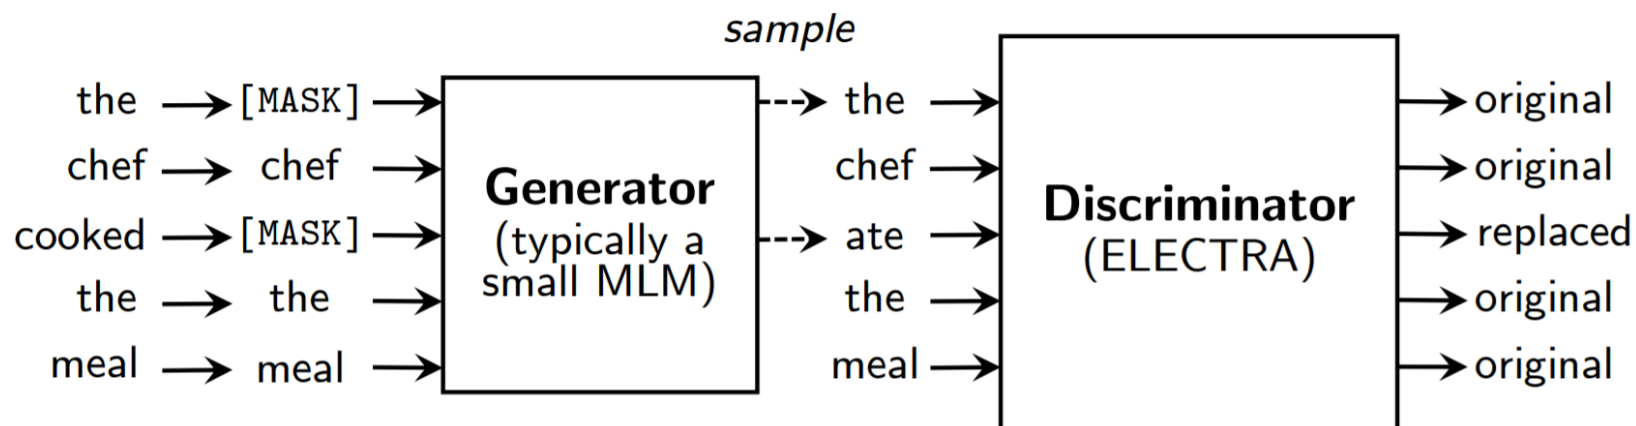 sample
the [MASK] the original
chef chef chef original
cooked [MASK] ate replaced
the the the original
meal meal meal original
Generator
(typically a
small MLM)
Discriminator
(ELECTRA)